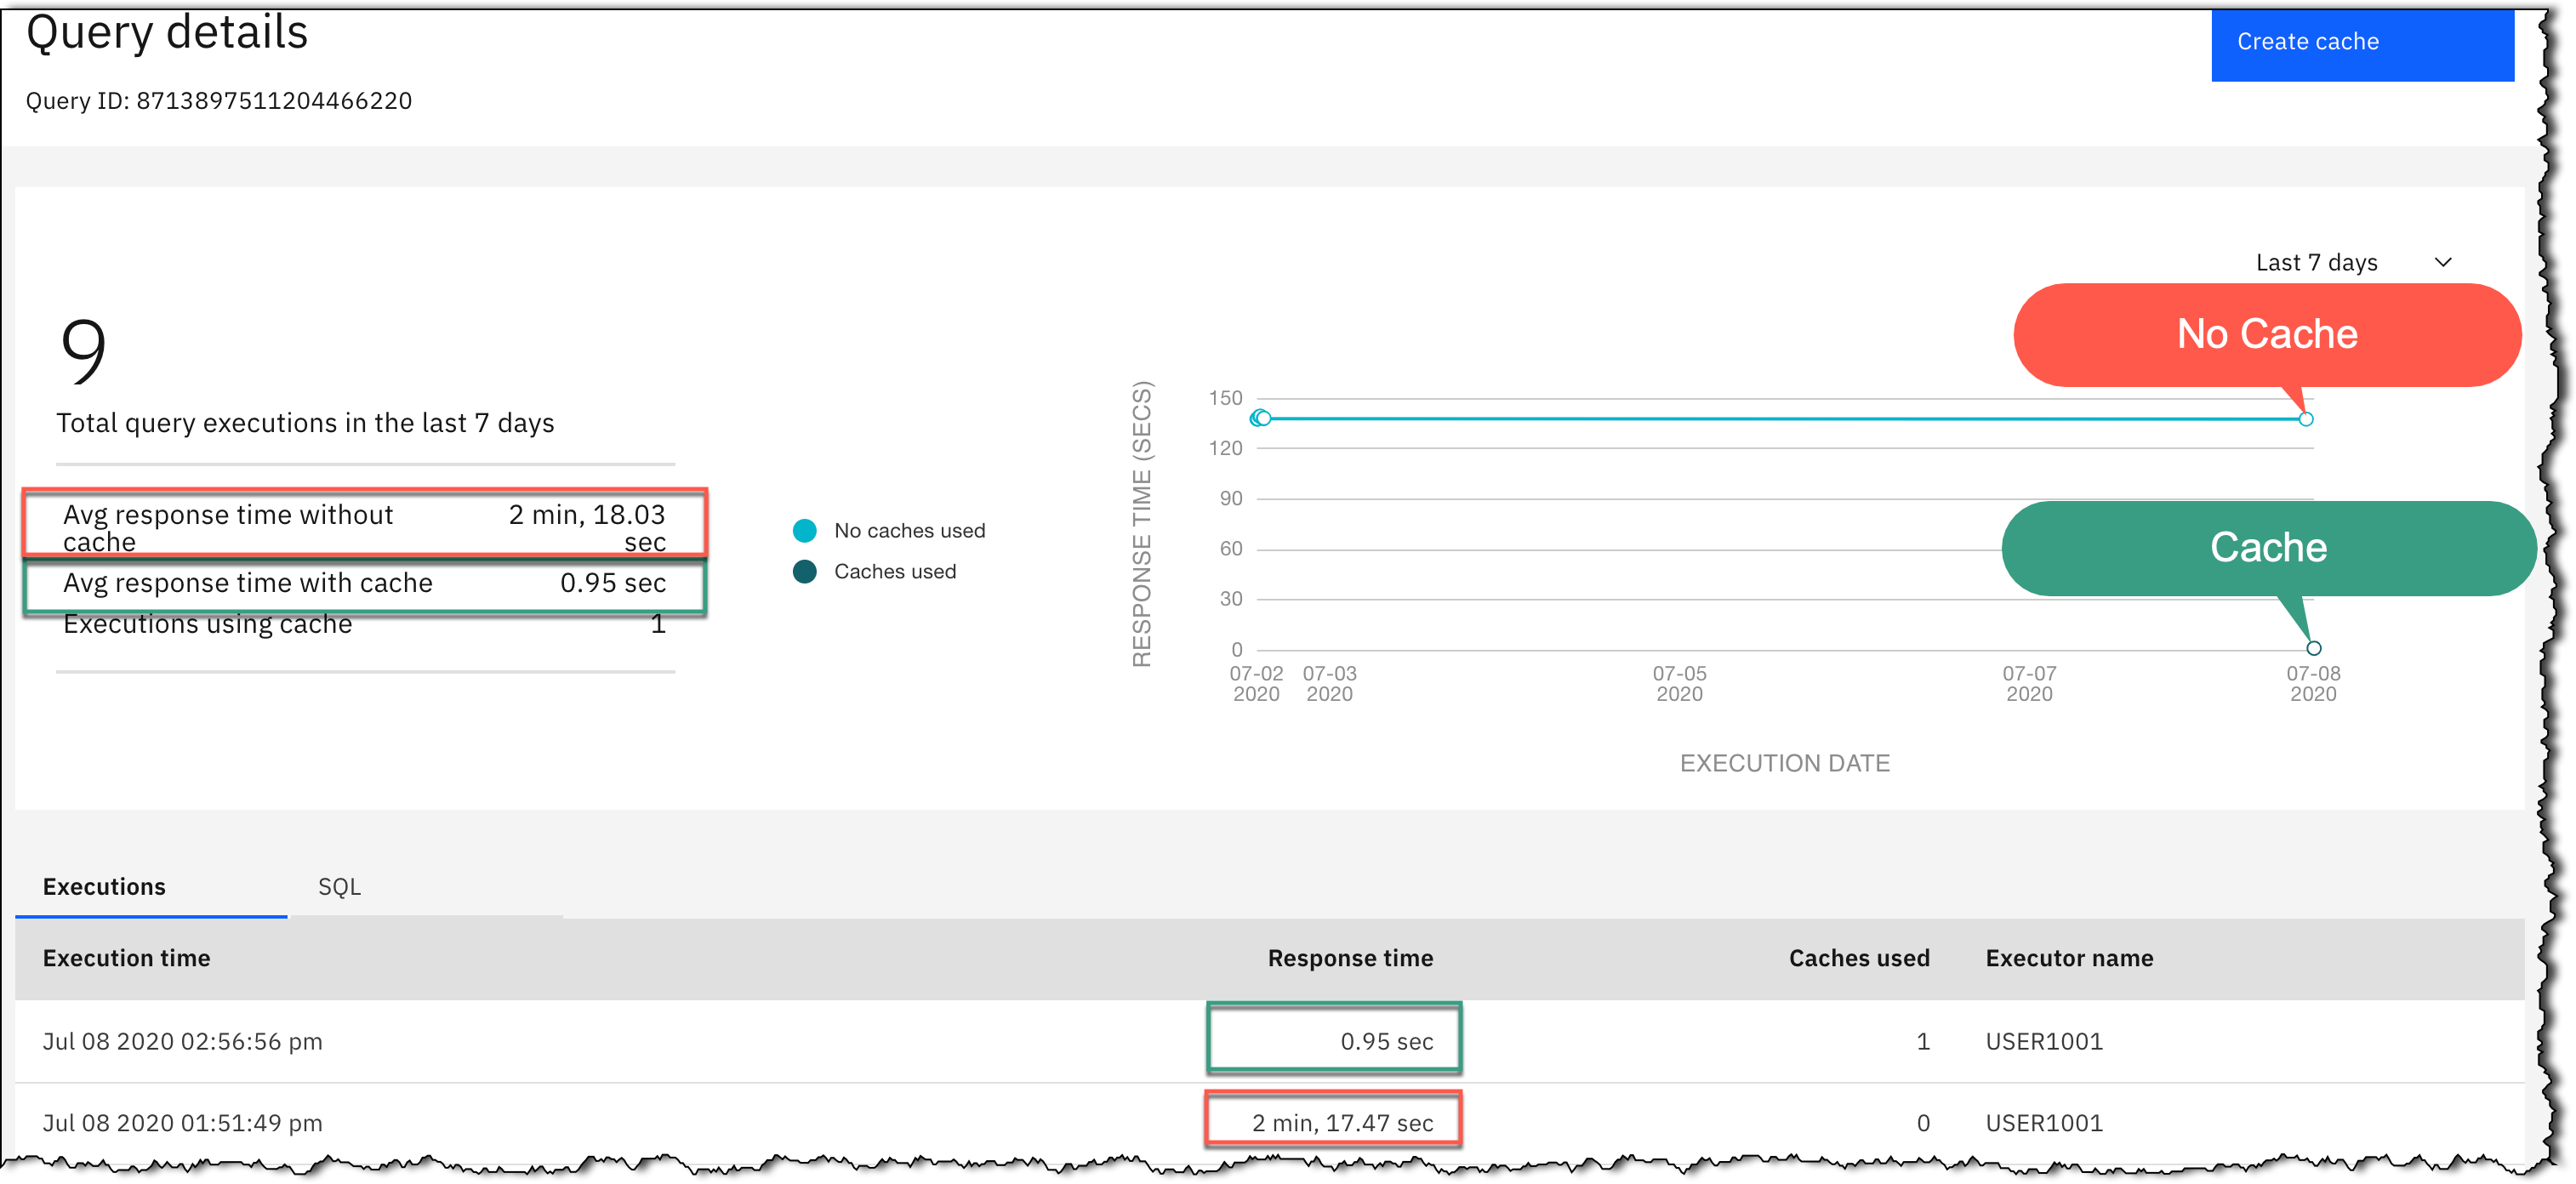 Query details
Create cache
Query ID: 8713897511204466220
Last 7 days
No Cache
9
Total query executions in the last 7 days
Avg response time without cache
2 min, 18.03 sec
Avg response time with cache 0.95 sec
Executions using cache 1
No caches used
Caches used
RESPONSE TIME (SECS)
150
120
90
60
30
0
Cache
07-02 2020
07-03 2020
07-05 2020
07-07 2020
07-08 2020
EXECUTION DATE
Executions SQL
Execution time Response time Caches used Executor name
Jul 08 2020 02:56:56 pm 0.95 sec 1 USER1001
Jul 08 2020 01:51:49 pm 2 min, 17.47 sec 0 USER1001